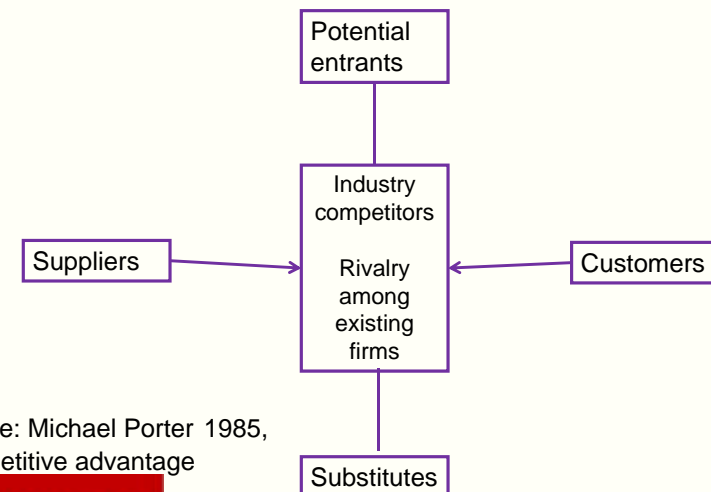 Potential
entrants
Industry
competitors
Rivalry
among
existing
firms
Suppliers
Customers
e: Michael Porter 1985,
etitive advantage
Substitutes